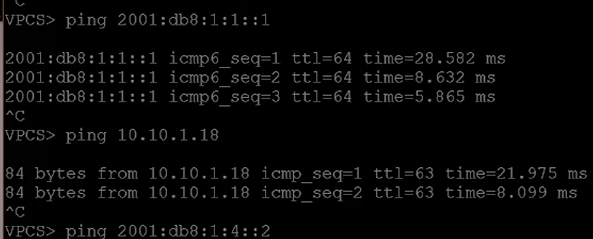 ^C
VPCS> ping 2001:db8:1:1::1
2001:db8:1:1::1 icmp6_seq=1 ttl=64 time=28.582 ms
2001:db8:1:1::1 icmp6_seq=2 ttl=64 time=8.632 ms
2001:db8:1:1::1 icmp6_seq=3 ttl=64 time=5.865 ms
^C
VPCS> ping 10.10.1.18
84 bytes from 10.10.1.18 icmp_seq=1 ttl=63 time=21.975 ms
84 bytes from 10.10.1.18 icmp_seq=2 ttl=63 time=8.099 ms
^C
VPCS> ping 2001:db8:1:4::2